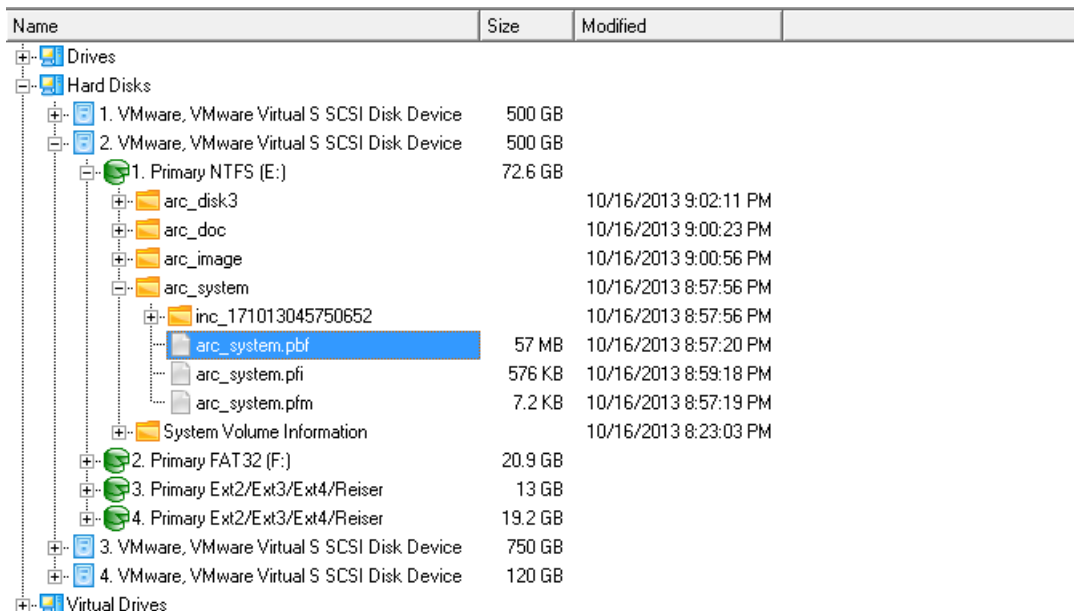 Name Size Modified
Drives
Hard Disks
1. VMware, VMware Virtual S SCSI Disk Device 500 GB
2. VMware, VMware Virtual S SCSI Disk Device 500 GB
1. Primary NTFS (E:) 72.6 GB
arc_disk3 10/16/2013 9:02:11 PM
arc_doc 10/16/2013 9:00:23 PM
arc_image 10/16/2013 9:00:56 PM
arc_system 10/16/2013 8:57:56 PM
inc_171013045750652 10/16/2013 8:57:56 PM
arc_system.pbf 57 MB 10/16/2013 8:57:20 PM
arc_system.pfi 576 KB 10/16/2013 8:59:18 PM
arc_system.pfm 7.2 KB 10/16/2013 8:57:19 PM
System Volume Information 10/16/2013 8:23:03 PM
2. Primary FAT32 (F:) 20.9 GB
3. Primary Ext2/Ext3/Ext4/Reiser 13 GB
4. Primary Ext2/Ext3/Ext4/Reiser 19.2 GB
3. VMware, VMware Virtual S SCSI Disk Device 750 GB
4. VMware, VMware Virtual S SCSI Disk Device 120 GB
Virtual Drives